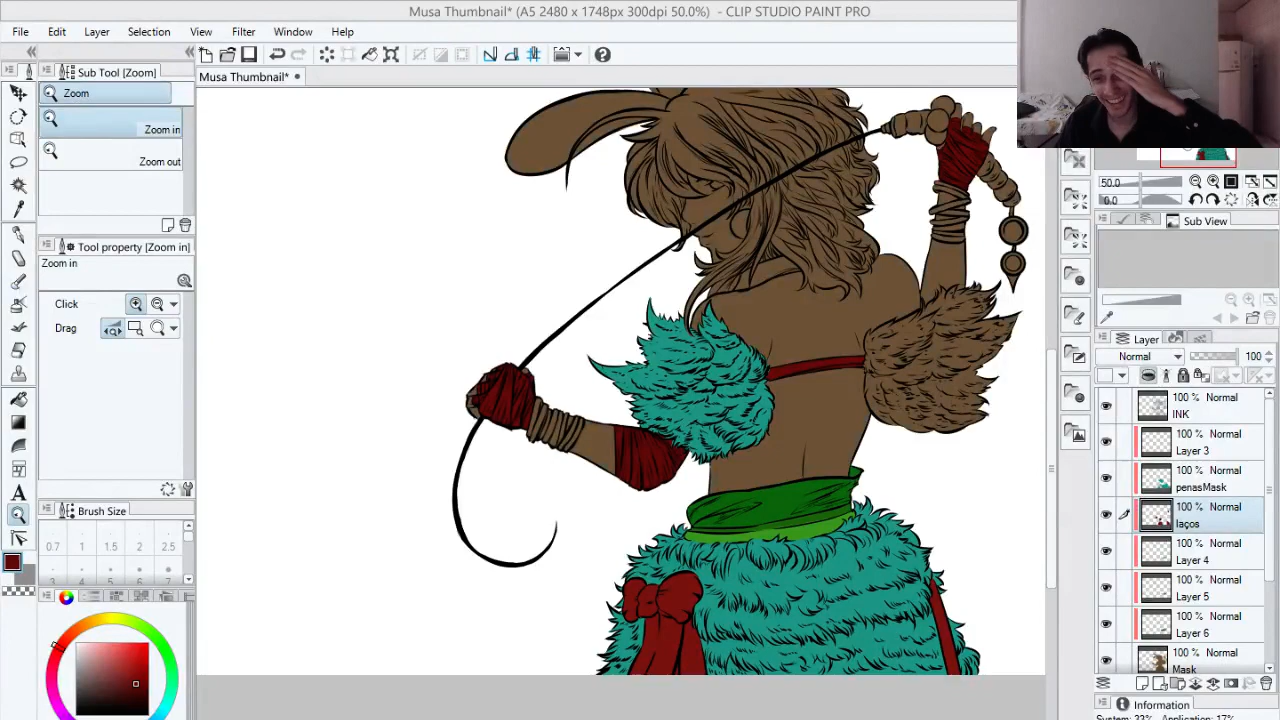 Musa Thumbnail* (A5 2480 x 1748px 300dpi 50.0%) - CLIP STUDIO PAINT PRO
File Edit Layer Selection View Filter Window Help
Sub Tool [Zoom]
Musa Thumbnail*
Zoom
Zoom in
Zoom out
Tool property [Zoom in]
Zoom in
Click
Drag
Brush Size
0.7 1 1.5 2 2.5
A
50.0
0.0
Sub View
Layer
Normal 100
100 % Normal
INK
100 % Normal
Layer 3
100 % Normal
penasMask
100 % Normal
laços
100 % Normal
Layer 4
100 % Normal
Layer 5
100 % Normal
Layer 6
100 % Normal
Mask
Information
System: 33% Application: 17%